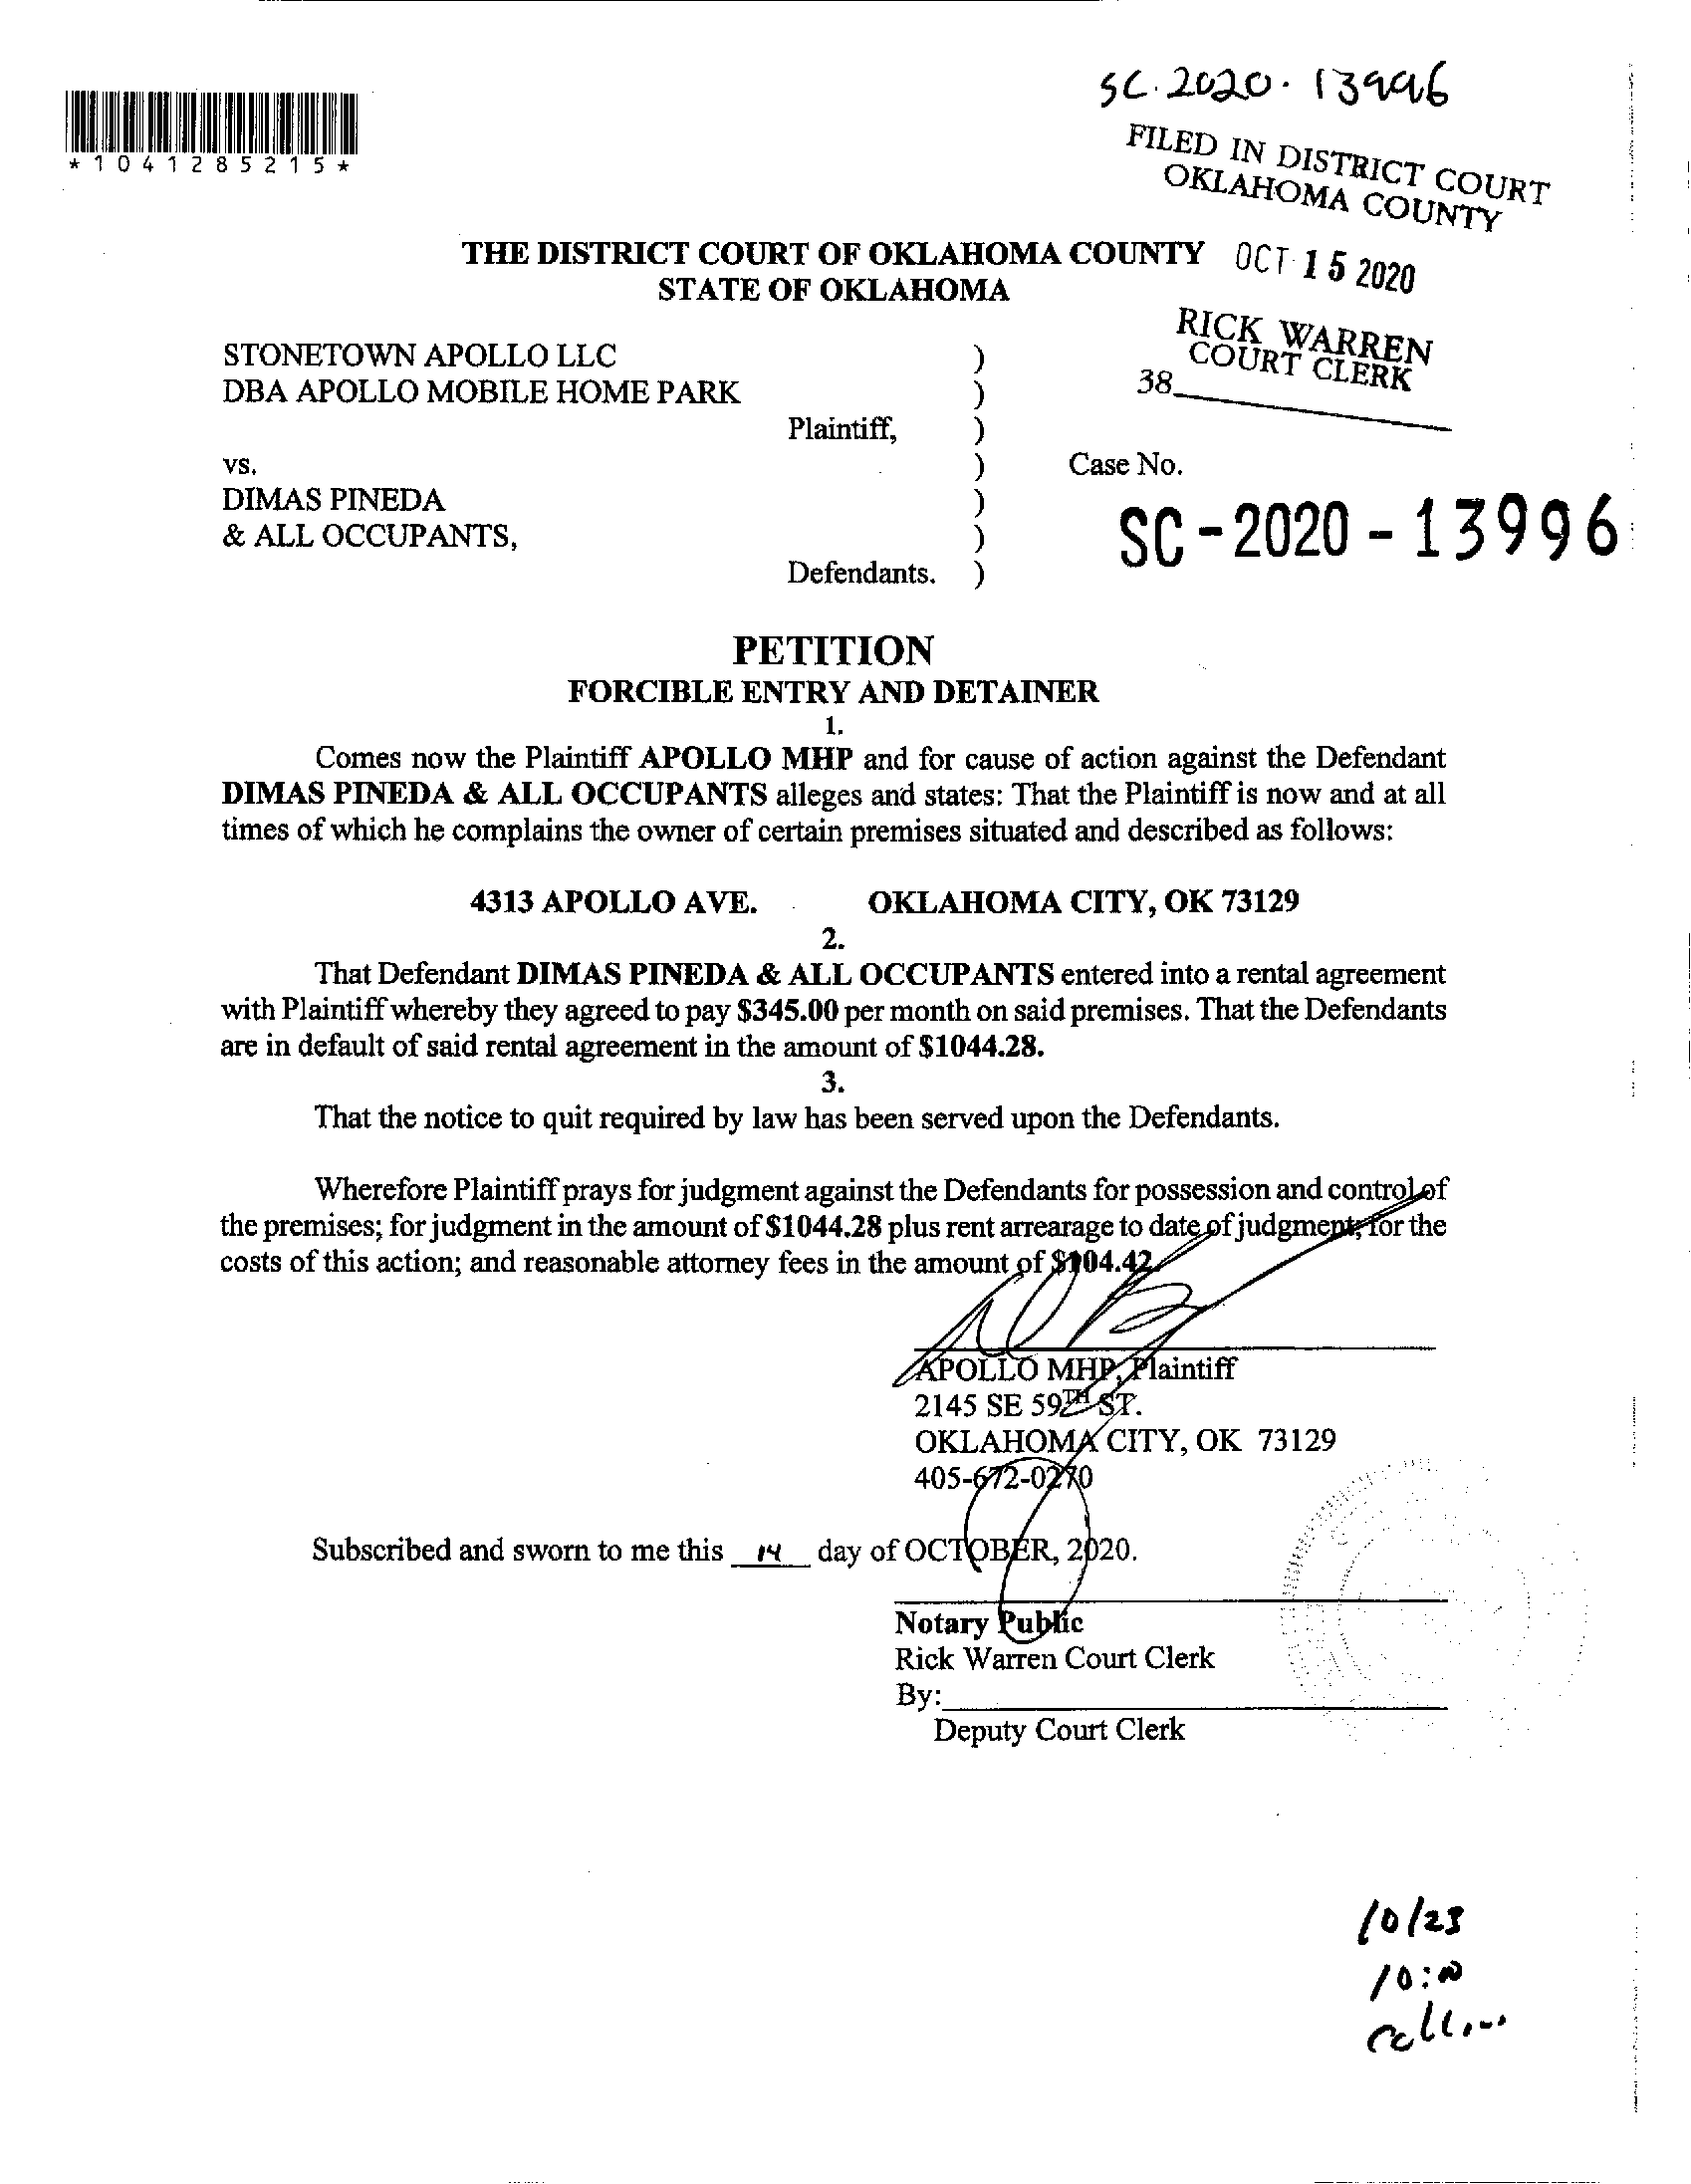 SC.2020.13996
*1041285215*
FILED IN DISTRICT COURT
OKLAHOMA COUNTY
THE DISTRICT COURT OF OKLAHOMA COUNTY
STATE OF OKLAHOMA
OCT 15 2020
RICK WARREN
COURT CLERK
38
STONETOWN APOLLO LLC )
DBA APOLLO MOBILE HOME PARK )
Plaintiff, )
vs. ) Case No.
DIMAS PINEDA )
& ALL OCCUPANTS, ) SC-2020-13996
Defendants. )
PETITION
FORCIBLE ENTRY AND DETAINER
1.
Comes now the Plaintiff APOLLO MHP and for cause of action against the Defendant
DIMAS PINEDA & ALL OCCUPANTS alleges and states: That the Plaintiff is now and at all
times of which he complains the owner of certain premises situated and described as follows:
4313 APOLLO AVE. OKLAHOMA CITY, OK 73129
2.
That Defendant DIMAS PINEDA & ALL OCCUPANTS entered into a rental agreement
with Plaintiff whereby they agreed to pay $345.00 per month on said premises. That the Defendants
are in default of said rental agreement in the amount of $1044.28.
3.
That the notice to quit required by law has been served upon the Defendants.
Wherefore Plaintiff prays for judgment against the Defendants for possession and control of
the premises; for judgment in the amount of $1044.28 plus rent arrearage to date of judgment; for the
costs of this action; and reasonable attorney fees in the amount of $104.42
APOLLO MHP, Plaintiff
2145 SE 59TH ST.
OKLAHOMA CITY, OK 73129
405-672-0270
Subscribed and sworn to me this 14 day of OCTOBER, 2020.
Notary Public
Rick Warren Court Clerk
By:
Deputy Court Clerk
10/23